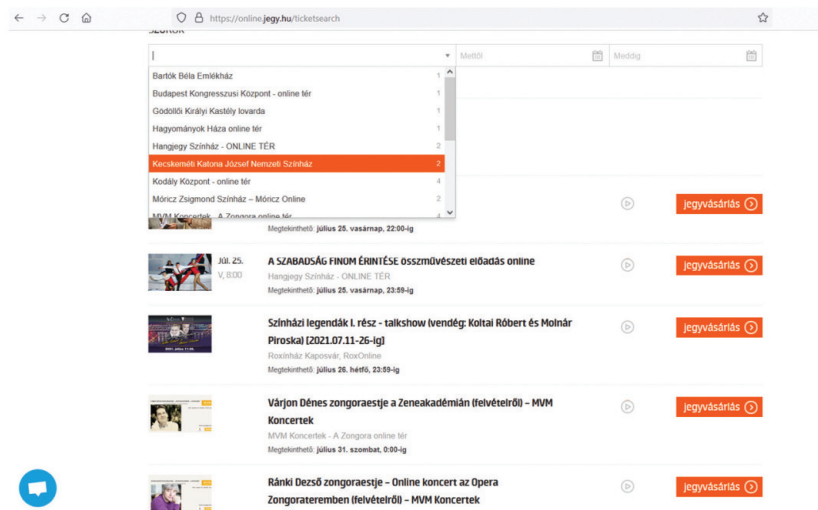 https://online.jegy.hu/ticketsearch
Mettől
Meddig
Bartók Béla Emlékház 1
Budapest Kongresszusi Központ - online tér 1
Gödöllői Királyi Kastély lovarda 1
Hagyományok Háza online tér 1
Hangjegy Színház - ONLINE TÉR 2
Kecskeméti Katona József Nemzeti Színház 2
Kodály Központ - online tér 4
Móricz Zsigmond Színház – Móricz Online 2
MVM Koncertek - A Zongora online tér 4
Megtekinthető: július 25. vasárnap, 22:00-ig
jegyvásárlás
Júl. 25.
V, 8:00
A SZABADSÁG FINOM ÉRINTÉSE összművészeti előadás online
Hangjegy Színház - ONLINE TÉR
Megtekinthető: július 25. vasárnap, 23:59-ig
jegyvásárlás
Színházi legendák I. rész - talkshow (vendég: Koltai Róbert és Molnár
Piroska) [2021.07.11-26-ig]
Roxínház Kaposvár, RoxOnline
Megtekinthető: július 26. hétfő, 23:59-ig
jegyvásárlás
Várjon Dénes zongoraestje a Zeneakadémián (felvételről) – MVM
Koncertek
MVM Koncertek - A Zongora online tér
Megtekinthető: július 31. szombat, 0:00-ig
jegyvásárlás
Ránki Dezső zongoraestje – Online koncert az Opera
Zongorateremben (felvételről) – MVM Koncertek
jegyvásárlás